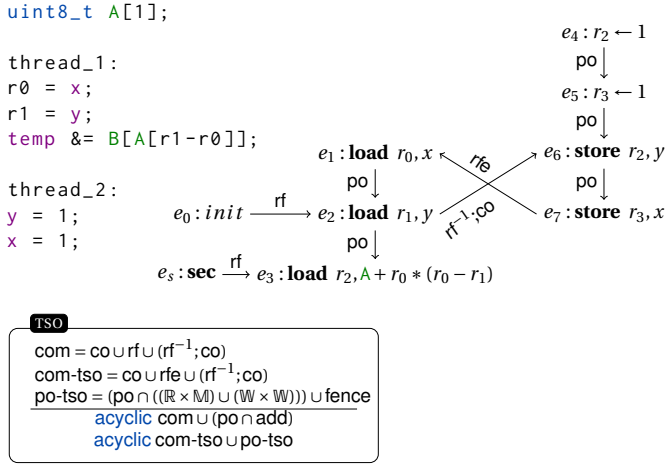 uint8_t A[1];
thread_1:
r0 = x;
r1 = y;
temp &= B[A[r1-r0]];
thread_2:
y = 1;
x = 1;
e₄ : r₂ ← 1
po
e₅ : r₃ ← 1
po
e₁ : load r₀, x
rfe
e₆ : store r₂, y
po
po
e₀ : init
rf
e₂ : load r₁, y
rf⁻¹;co
e₇ : store r₃, x
po
eₛ : sec
rf
e₃ : load r₂, A + r₀ * (r₀ − r₁)
TSO
com = co ∪ rf ∪ (rf⁻¹; co)
com-tso = co ∪ rfe ∪ (rf⁻¹; co)
po-tso = (po ∩ ((ℝ × 𝕄) ∪ (𝕎 × 𝕎))) ∪ fence
acyclic com ∪ (po ∩ add)
acyclic com-tso ∪ po-tso